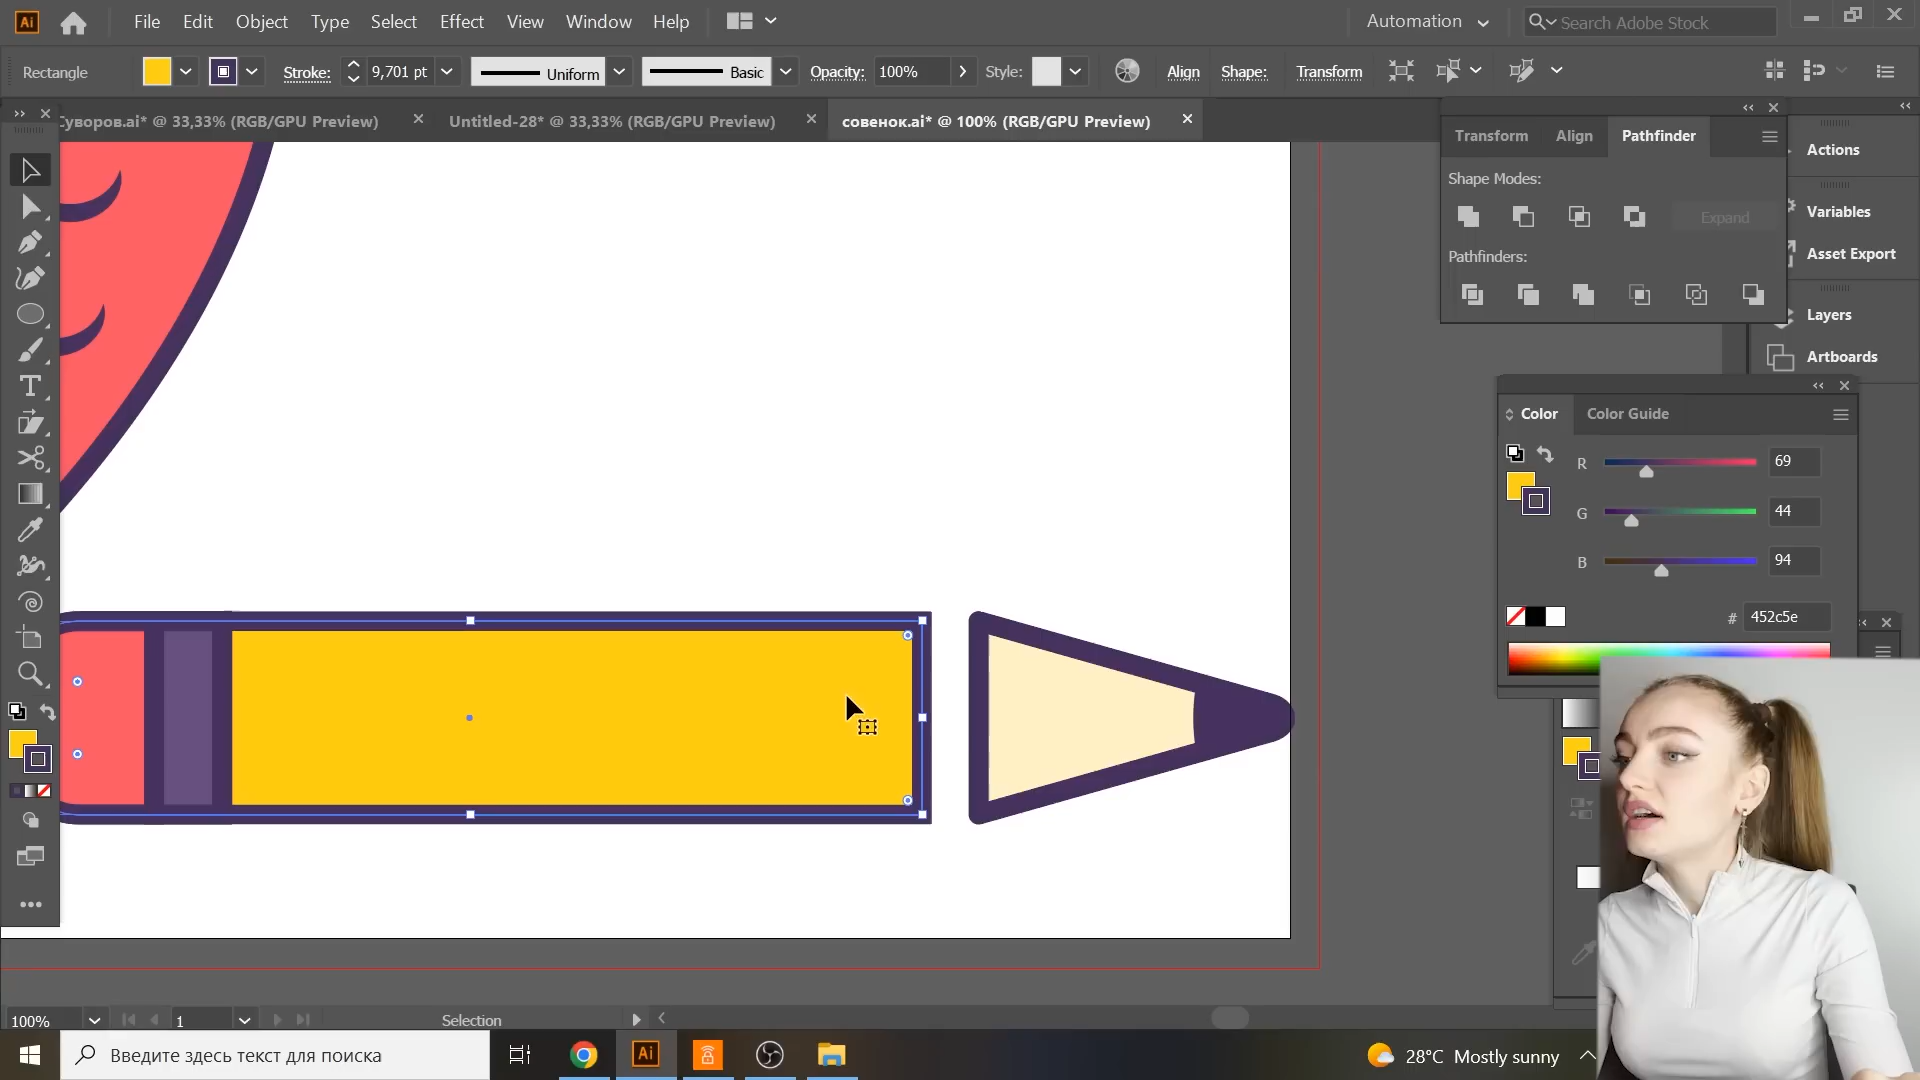 Ai File Edit Object Type Select Effect View Window Help Automation Search Adobe Stock
Rectangle Stroke: 9,701 pt Uniform Basic Opacity: 100% Style: Align Shape: Transform
Суворов.ai* @ 33,33% (RGB/GPU Preview) Untitled-28* @ 33,33% (RGB/GPU Preview) совенок.ai* @ 100% (RGB/GPU Preview)
Transform Align Pathfinder
Shape Modes:
Expand
Pathfinders:
Actions
Variables
Asset Export
Layers
Artboards
Color Color Guide
R 69
G 44
B 94
# 452c5e
100% 1 Selection
Введите здесь текст для поиска Ai 28°C Mostly sunny